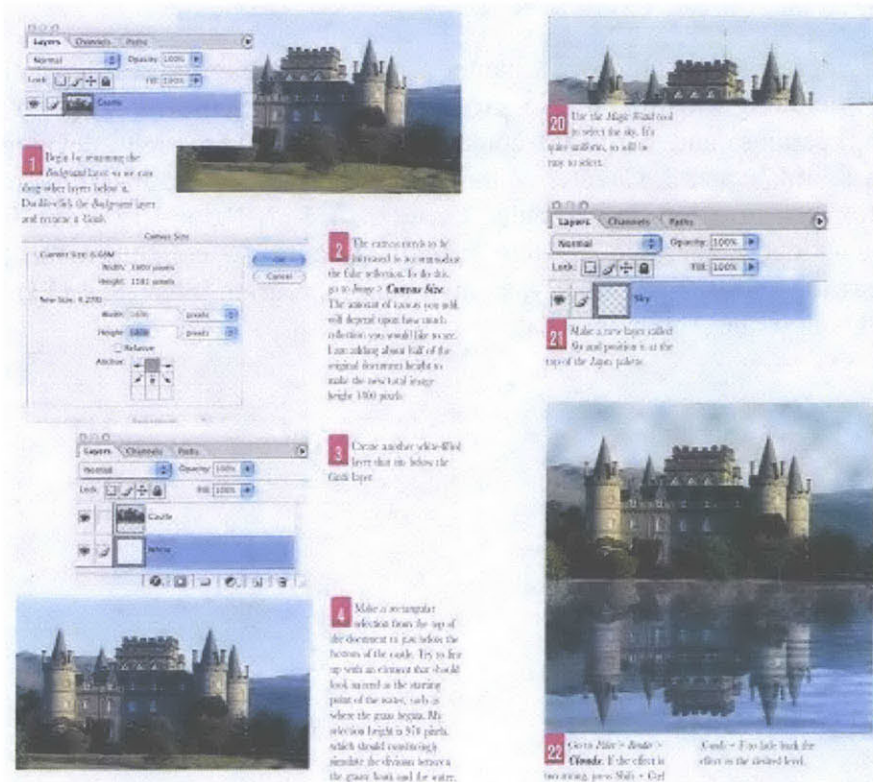 Layers Channels Paths
Normal Opacity: 100%
Lock: Fill: 100%
Castle
1 Begin by renaming the
Background layer so we can
drag other layers below it.
Double-click the Background layer
and rename it Castle.
Canvas Size
Current Size: 6.68M
Width: pixels
Height: pixels
New Size:
Width: pixels
Height: pixels
Relative
Anchor:
OK
Cancel
2 The canvas needs to be
increased to accommodate
the fake reflection. To do this,
go to Image > Canvas Size.
The amount of canvas you add
will depend upon how much
reflection you would like to see.
I am adding about half of the
original document height to
make the new total image
height pixels.
Layers Channels Paths
Normal Opacity: 100%
Lock: Fill: 100%
Castle
White
3 Create another white-filled
layer that sits below the
Castle layer.
4 Make a rectangular
selection from the top of
the document to just below the
bottom of the castle. Try to line
up with an element that should
look natural as the starting
point of the water, such as
where the grass begins. My
selection height is 970 pixels,
which should convincingly
simulate the division between
the grassy bank and the water.
20 Use the Magic Wand tool
to select the sky. It's
quite uniform, so will be
easy to select.
Layers Channels Paths
Normal Opacity: 100%
Lock: Fill: 100%
Sky
21 Make a new layer called
Sky and position it at the
top of the Layers palette.
22 Go to Filter > Render >
Clouds. If the effect is
too strong, press Shift + Ctrl
+ F to fade back the
effect to the desired level.